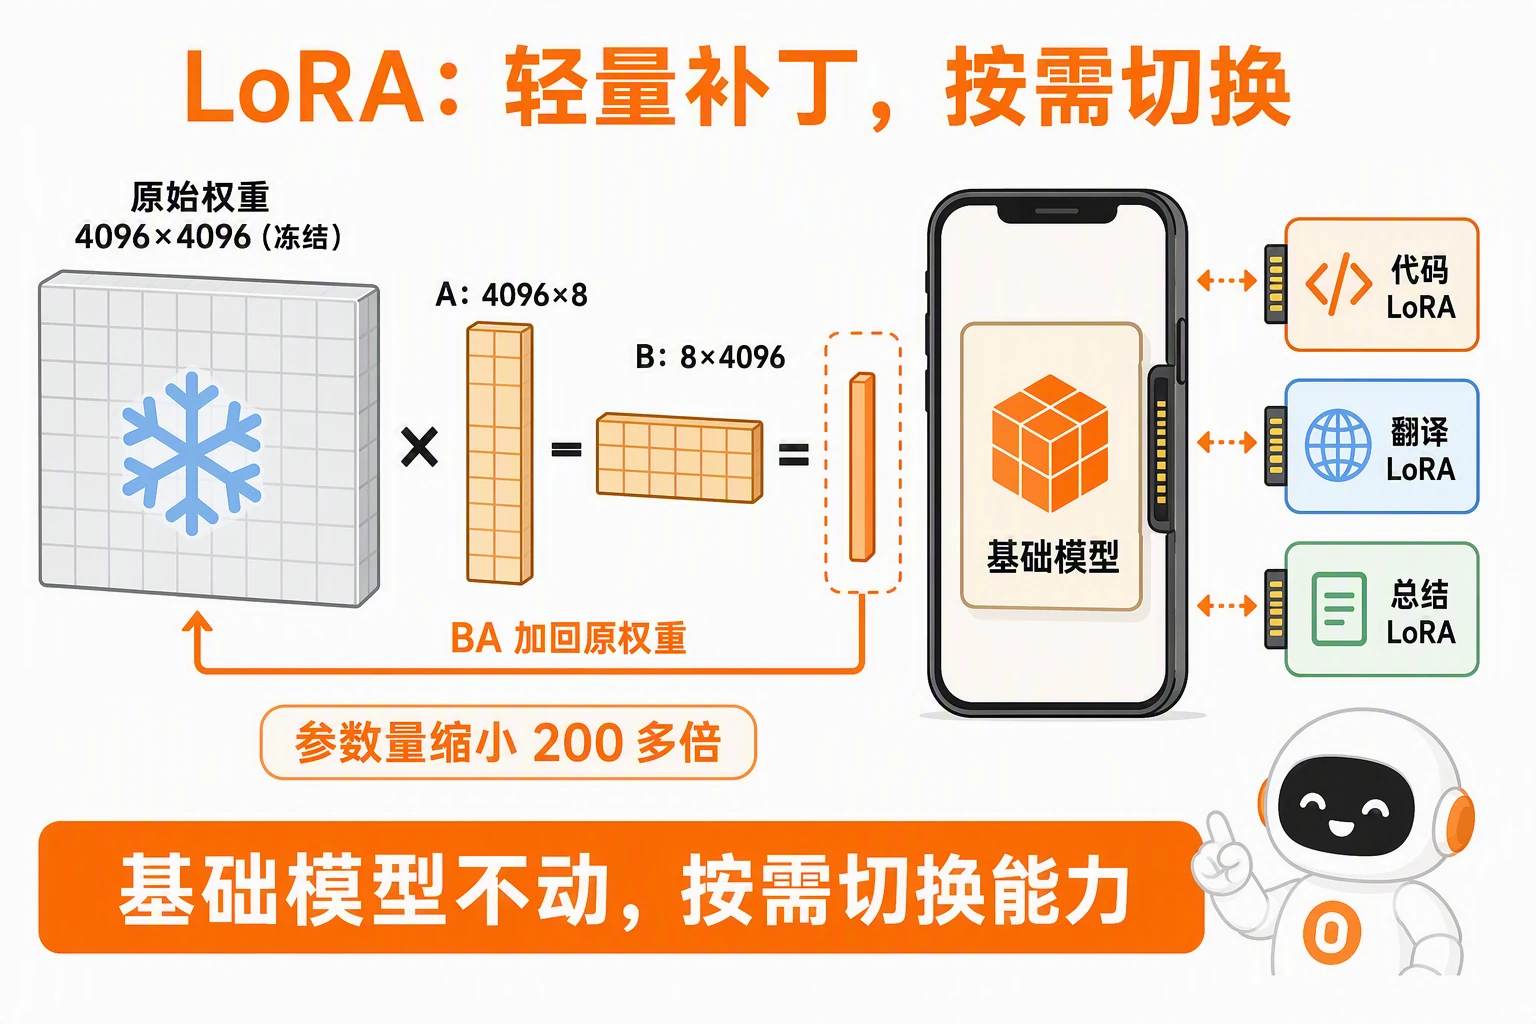 LoRA：轻量补丁，按需切换
原始权重
4096×4096（冻结）
A：4096×8
×
=
B：8×4096
=
BA 加回原权重
参数量缩小 200 多倍
基础模型
</>
代码
LoRA
翻译
LoRA
总结
LoRA
基础模型不动，按需切换能力
0